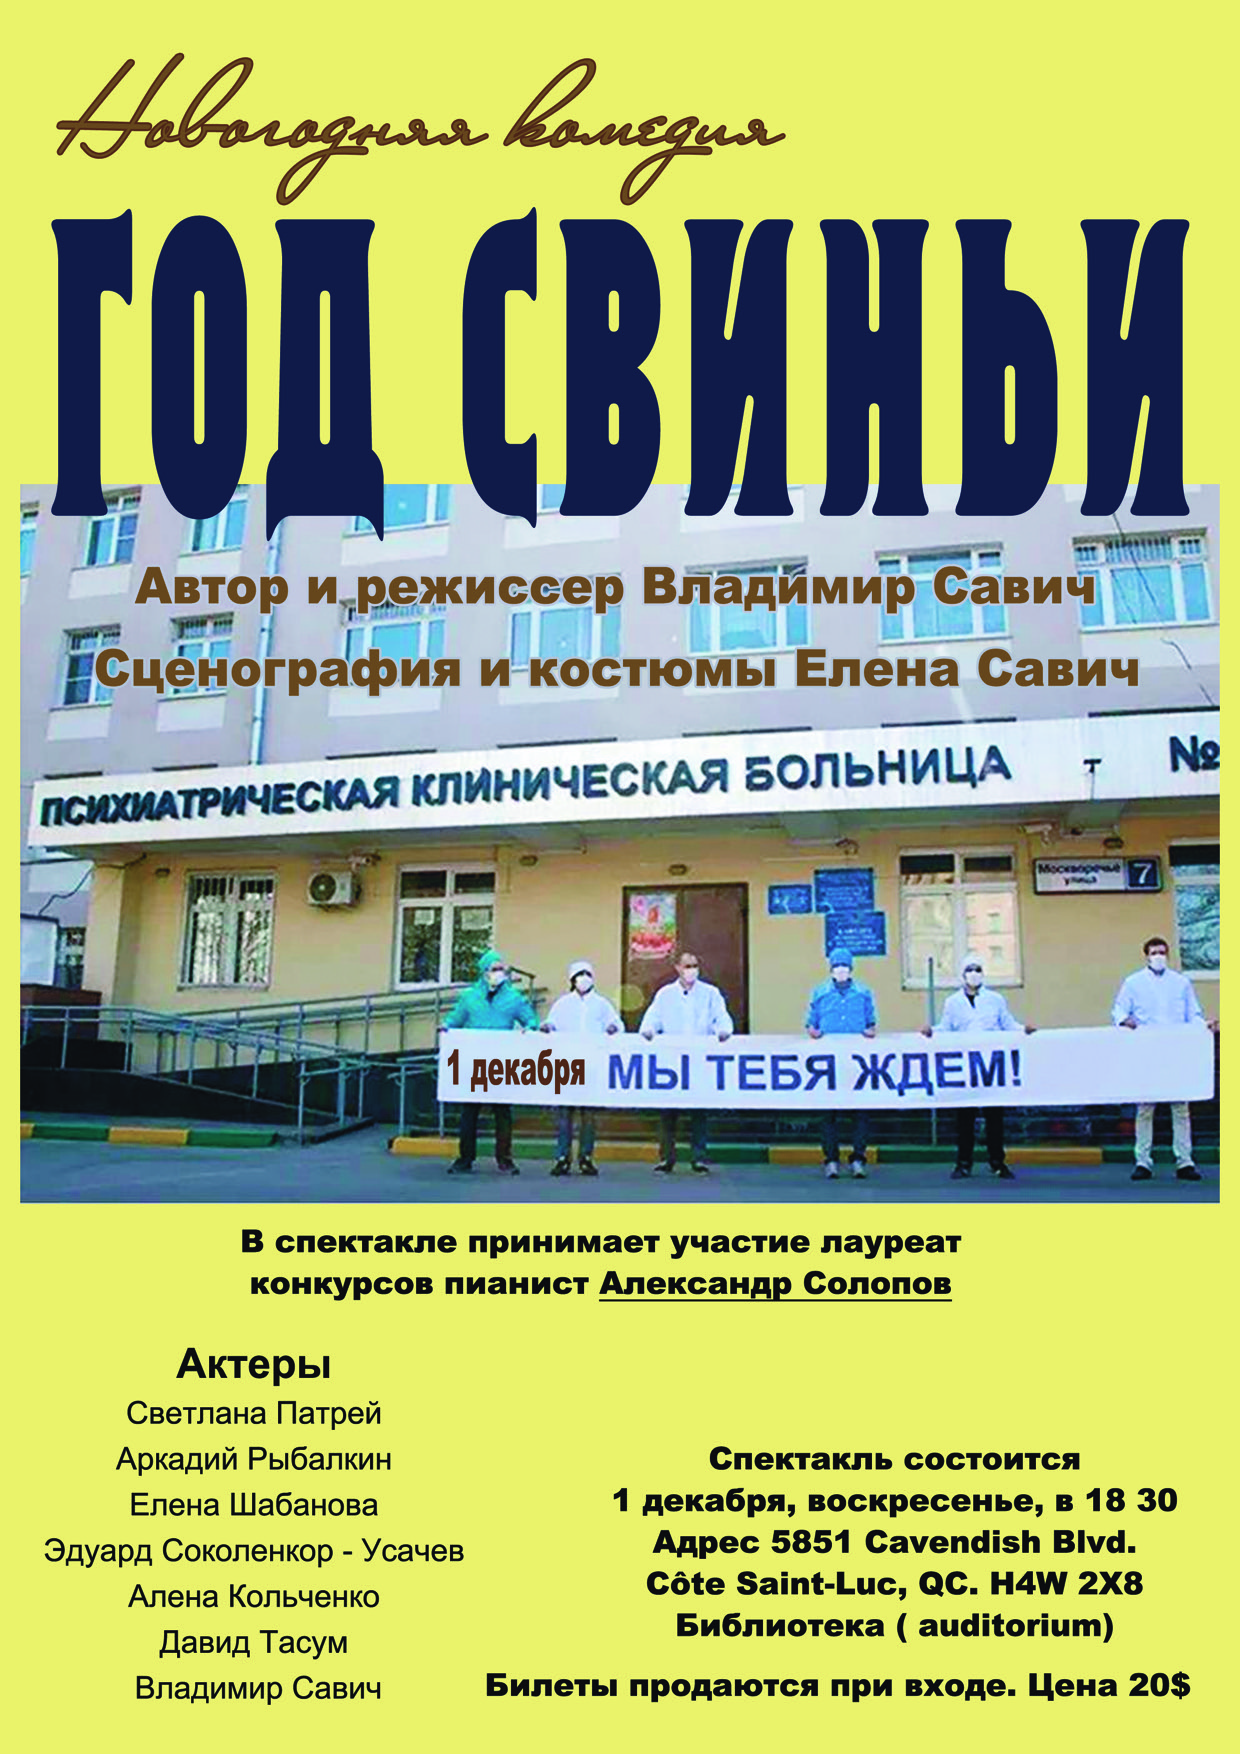 Новогодняя комедия
ГОД СВИНЬИ
Автор и режиссер Владимир Савич
Сценография и костюмы Елена Савич
ПСИХИАТРИЧЕСКАЯ КЛИНИЧЕСКАЯ БОЛЬНИЦА т №
Москворечье 7
улица
1 декабря МЫ ТЕБЯ ЖДЕМ!
В спектакле принимает участие лауреат
конкурсов пианист Александр Солопов
Актеры
Светлана Патрей
Аркадий Рыбалкин
Елена Шабанова
Эдуард Соколенкор - Усачев
Алена Кольченко
Давид Тасум
Владимир Савич
Спектакль состоится
1 декабря, воскресенье, в 18 30
Адрес 5851 Cavendish Blvd.
Côte Saint-Luc, QC. H4W 2X8
Библиотека ( auditorium)
Билеты продаются при входе. Цена 20$